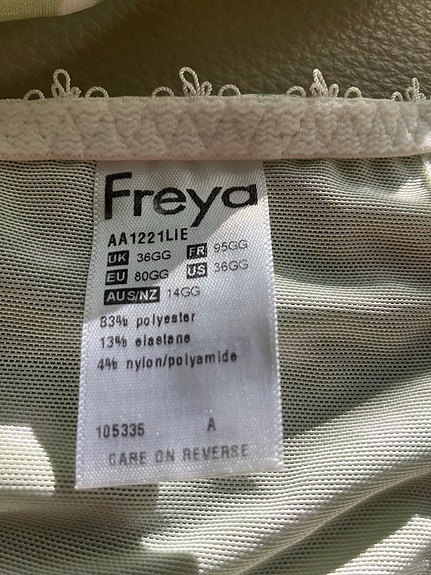 Freya
AA1221LIE
UK 36GG FR 95GG
EU 80GG US 36GG
AUS/NZ 14GG
83% polyester
13% elastane
4% nylon/polyamide
105335 A
CARE ON REVERSE